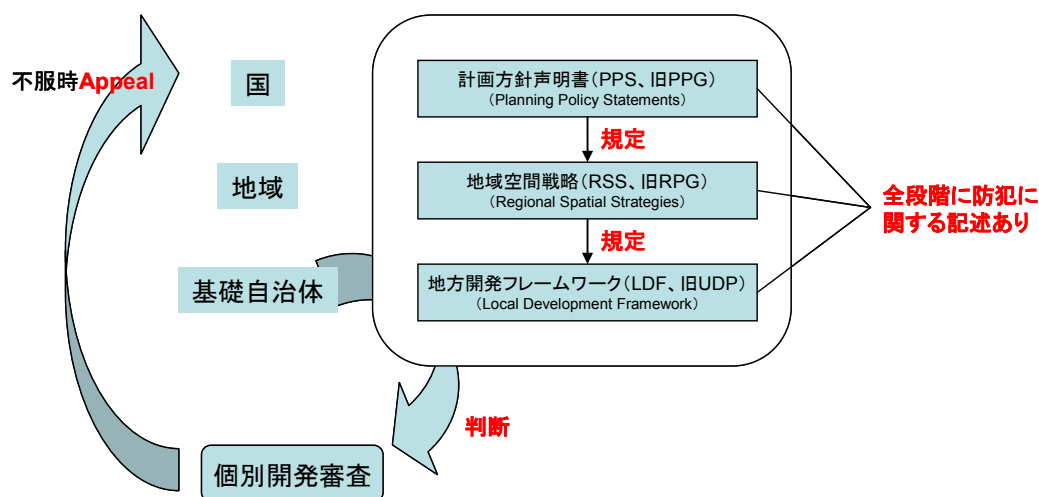 不服時Appeal
国
計画方針声明書(PPS、旧PPG)
(Planning Policy Statements)
規定
地域
地域空間戦略(RSS、旧RPG)
(Regional Spatial Strategies)
全段階に防犯に
関する記述あり
規定
基礎自治体
地方開発フレームワーク(LDF、旧UDP)
(Local Development Framework)
判断
個別開発審査